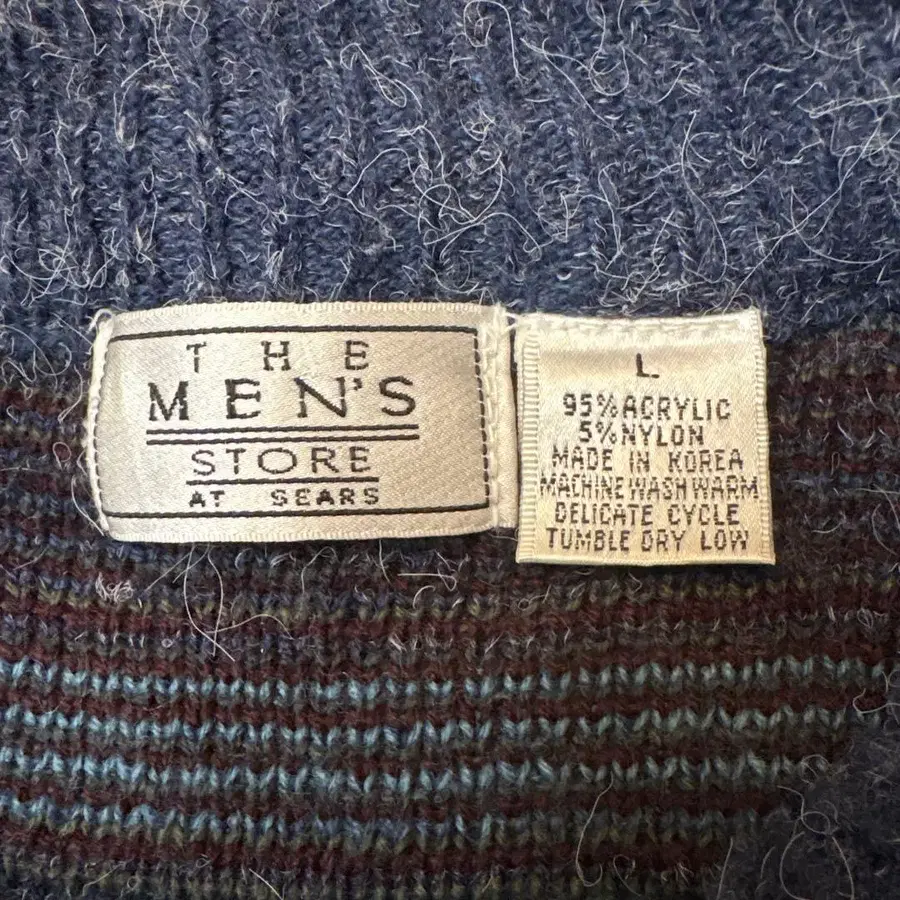 THE
MEN'S
STORE
AT SEARS
L
95% ACRYLIC
5% NYLON
MADE IN KOREA
MACHINE WASH WARM
DELICATE CYCLE
TUMBLE DRY LOW